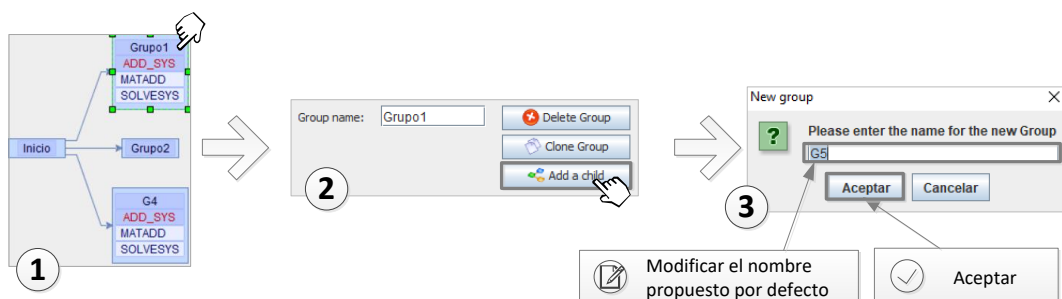 Grupo1
ADD_SYS
MATADD
SOLVESYS
Inicio
Grupo2
G4
ADD_SYS
MATADD
SOLVESYS
1
Group name:
Grupo1
Delete Group
Clone Group
Add a child
2
New group
X
?
Please enter the name for the new Group
G5
Aceptar
Cancelar
3
Modificar el nombre
propuesto por defecto
Aceptar